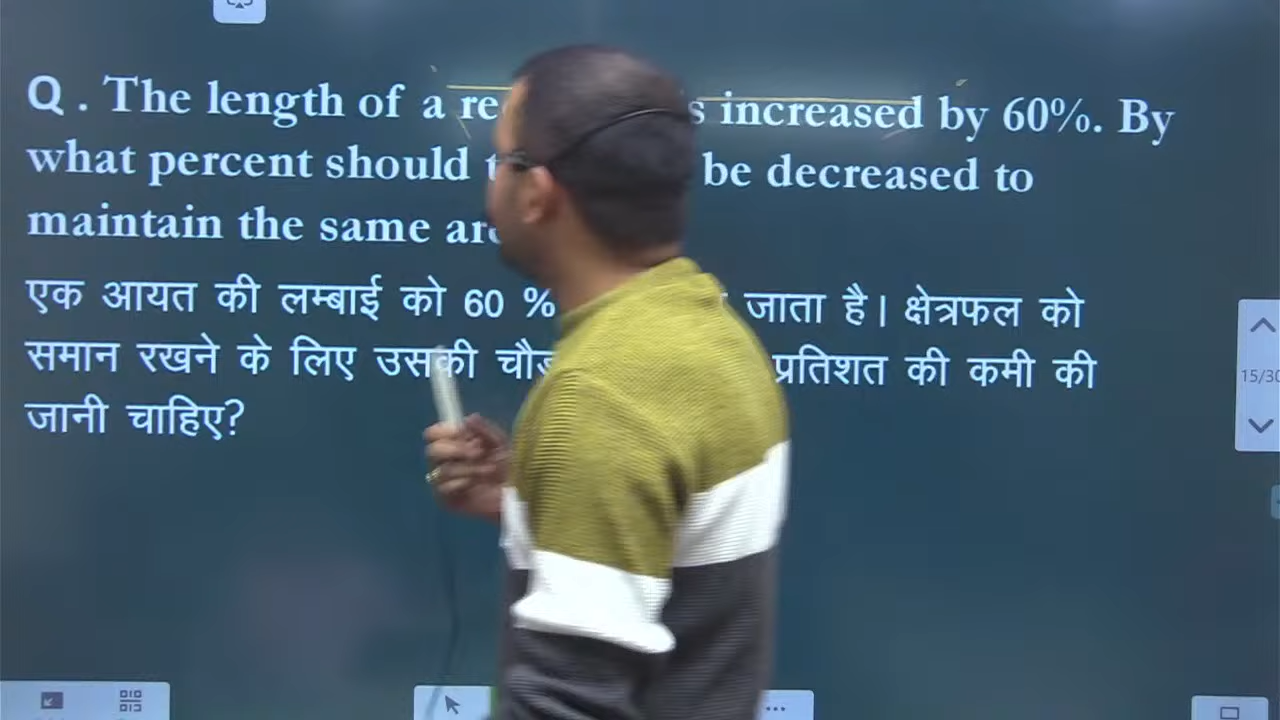 Q . The length of a re s increased by 60%. By
what percent should be decreased to
maintain the same
एक आयत की लम्बाई को 60 % जाता है। क्षेत्रफल को
समान रखने के लिए उसकी प्रतिशत की कमी की
जानी चाहिए?
15/30